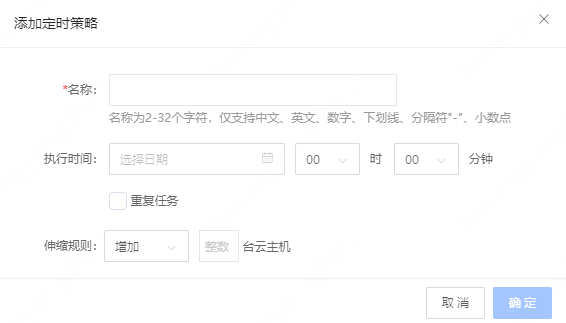 添加定时策略
*名称:
名称为2-32个字符，仅支持中文、英文、数字、下划线、分隔符"-"、小数点
执行时间: 选择日期 00 时 00 分钟
重复任务
伸缩规则: 增加 整数 台云主机
取消 确定